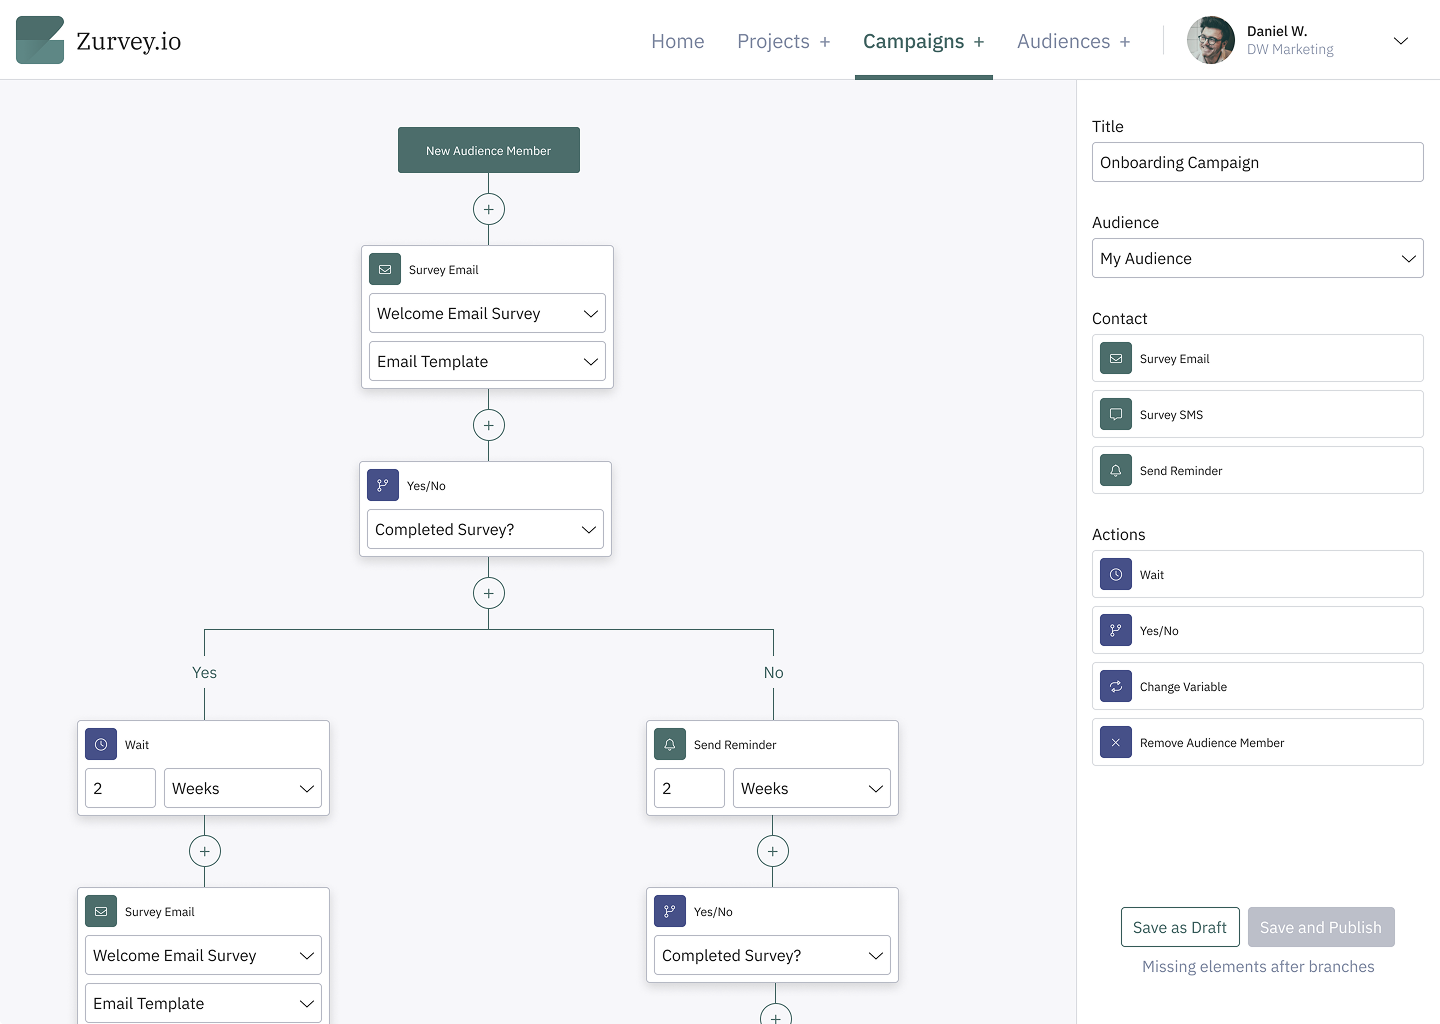 Zurvey.io
Home
Projects +
Campaigns +
Audiences +
Daniel W.
DW Marketing
New Audience Member
+
Survey Email
Welcome Email Survey
Email Template
+
Yes/No
Completed Survey?
+
Yes
No
Wait
2
Weeks
+
Survey Email
Welcome Email Survey
Email Template
Send Reminder
2
Weeks
+
Yes/No
Completed Survey?
+
Title
Onboarding Campaign
Audience
My Audience
Contact
Survey Email
Survey SMS
Send Reminder
Actions
Wait
Yes/No
Change Variable
Remove Audience Member
Save as Draft
Save and Publish
Missing elements after branches